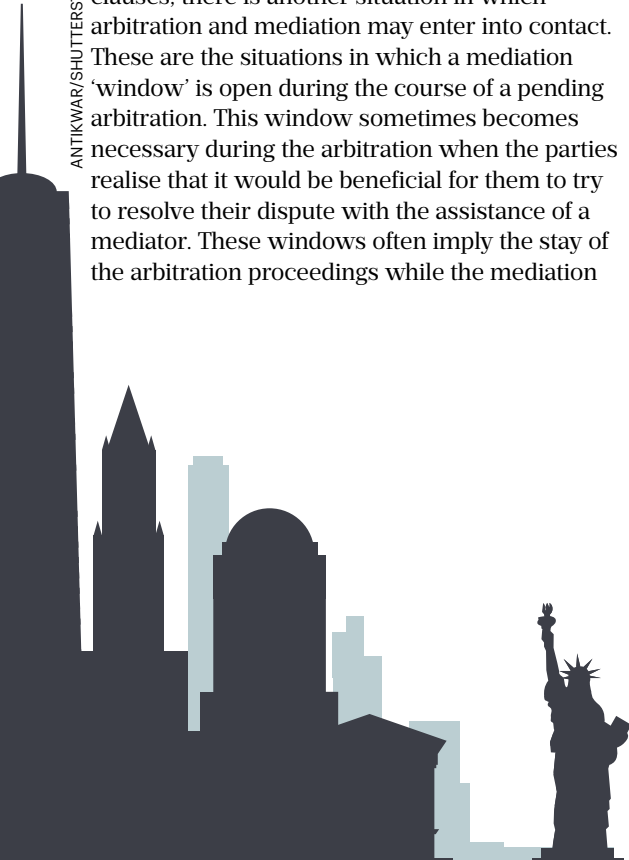 clauses, there is another situation in which
arbitration and mediation may enter into contact.
These are the situations in which a mediation
‘window’ is open during the course of a pending
arbitration. This window sometimes becomes
necessary during the arbitration when the parties
realise that it would be beneficial for them to try
to resolve their dispute with the assistance of a
mediator. These windows often imply the stay of
the arbitration proceedings while the mediation